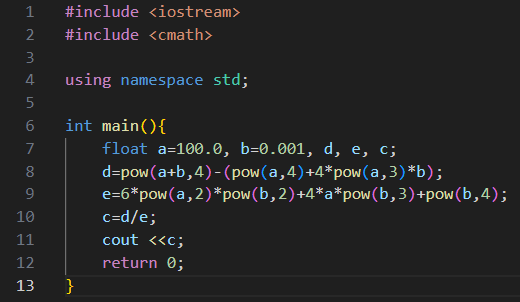 1 #include <iostream>
2 #include <cmath>
3
4 using namespace std;
5
6 int main(){
7     float a=100.0, b=0.001, d, e, c;
8     d=pow(a+b,4)-(pow(a,4)+4*pow(a,3)*b);
9     e=6*pow(a,2)*pow(b,2)+4*a*pow(b,3)+pow(b,4);
10     c=d/e;
11     cout <<c;
12     return 0;
13 }